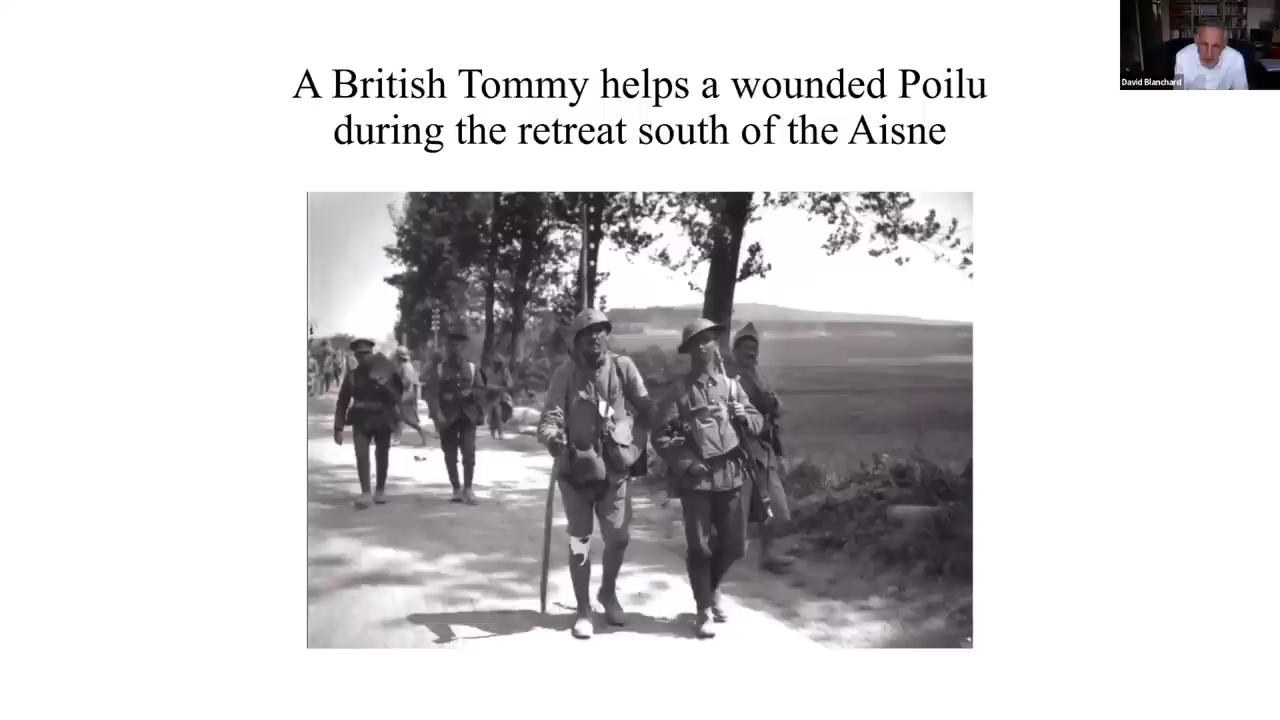 A British Tommy helps a wounded Poilu
during the retreat south of the Aisne
David Blanchard